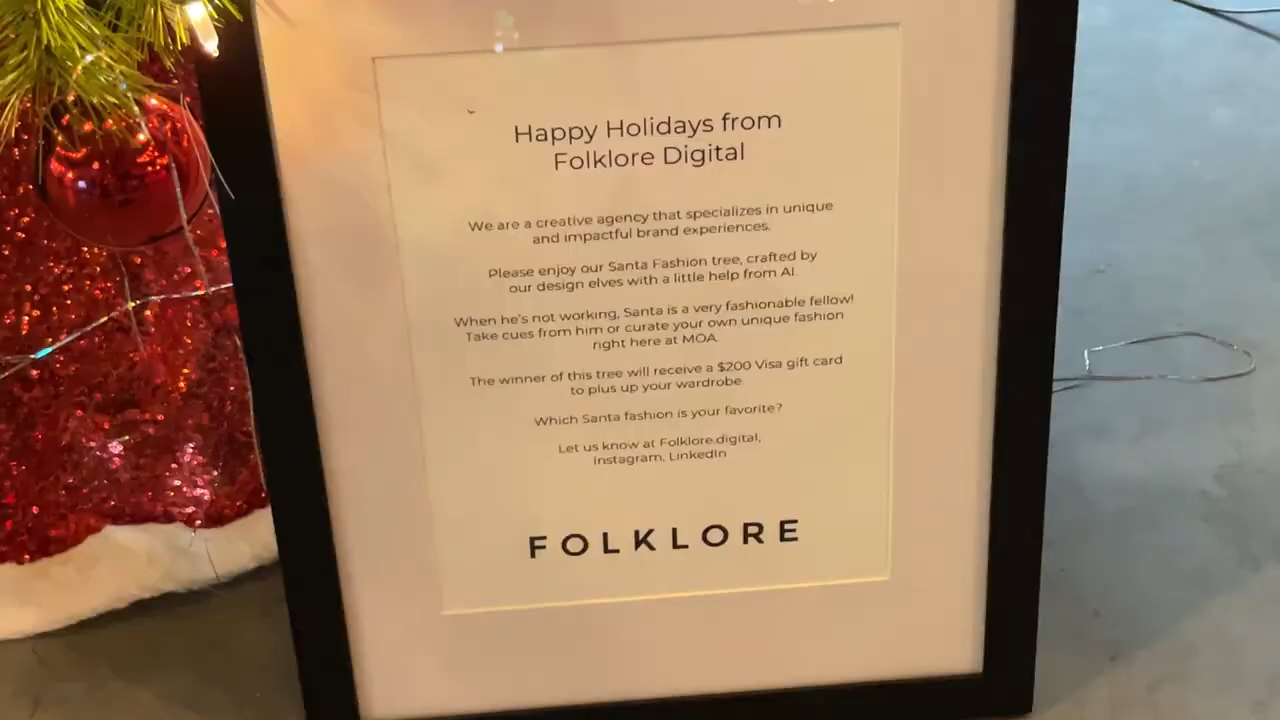 Happy Holidays from
Folklore Digital
We are a creative agency that specializes in unique
and impactful brand experiences.
Please enjoy our Santa Fashion tree, crafted by
our design elves with a little help from AI.
When he's not working, Santa is a very fashionable fellow!
Take cues from him or curate your own unique fashion
right here at MOA.
The winner of this tree will receive a $200 Visa gift card
to plus up your wardrobe.
Which Santa fashion is your favorite?
Let us know at Folklore.digital,
Instagram, LinkedIn
FOLKLORE